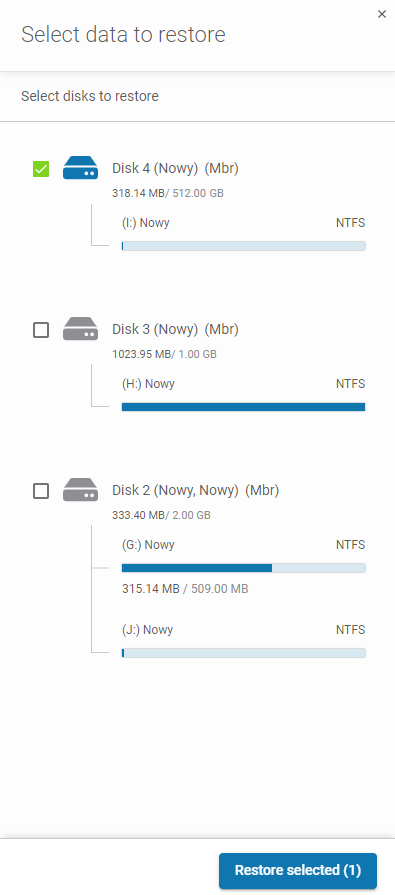 Select data to restore
Select disks to restore
Disk 4 (Nowy) (Mbr)
318.14 MB/ 512.00 GB
(I:) Nowy NTFS
Disk 3 (Nowy) (Mbr)
1023.95 MB/ 1.00 GB
(H:) Nowy NTFS
Disk 2 (Nowy, Nowy) (Mbr)
333.40 MB/ 2.00 GB
(G:) Nowy NTFS
315.14 MB / 509.00 MB
(J:) Nowy NTFS
Restore selected (1)